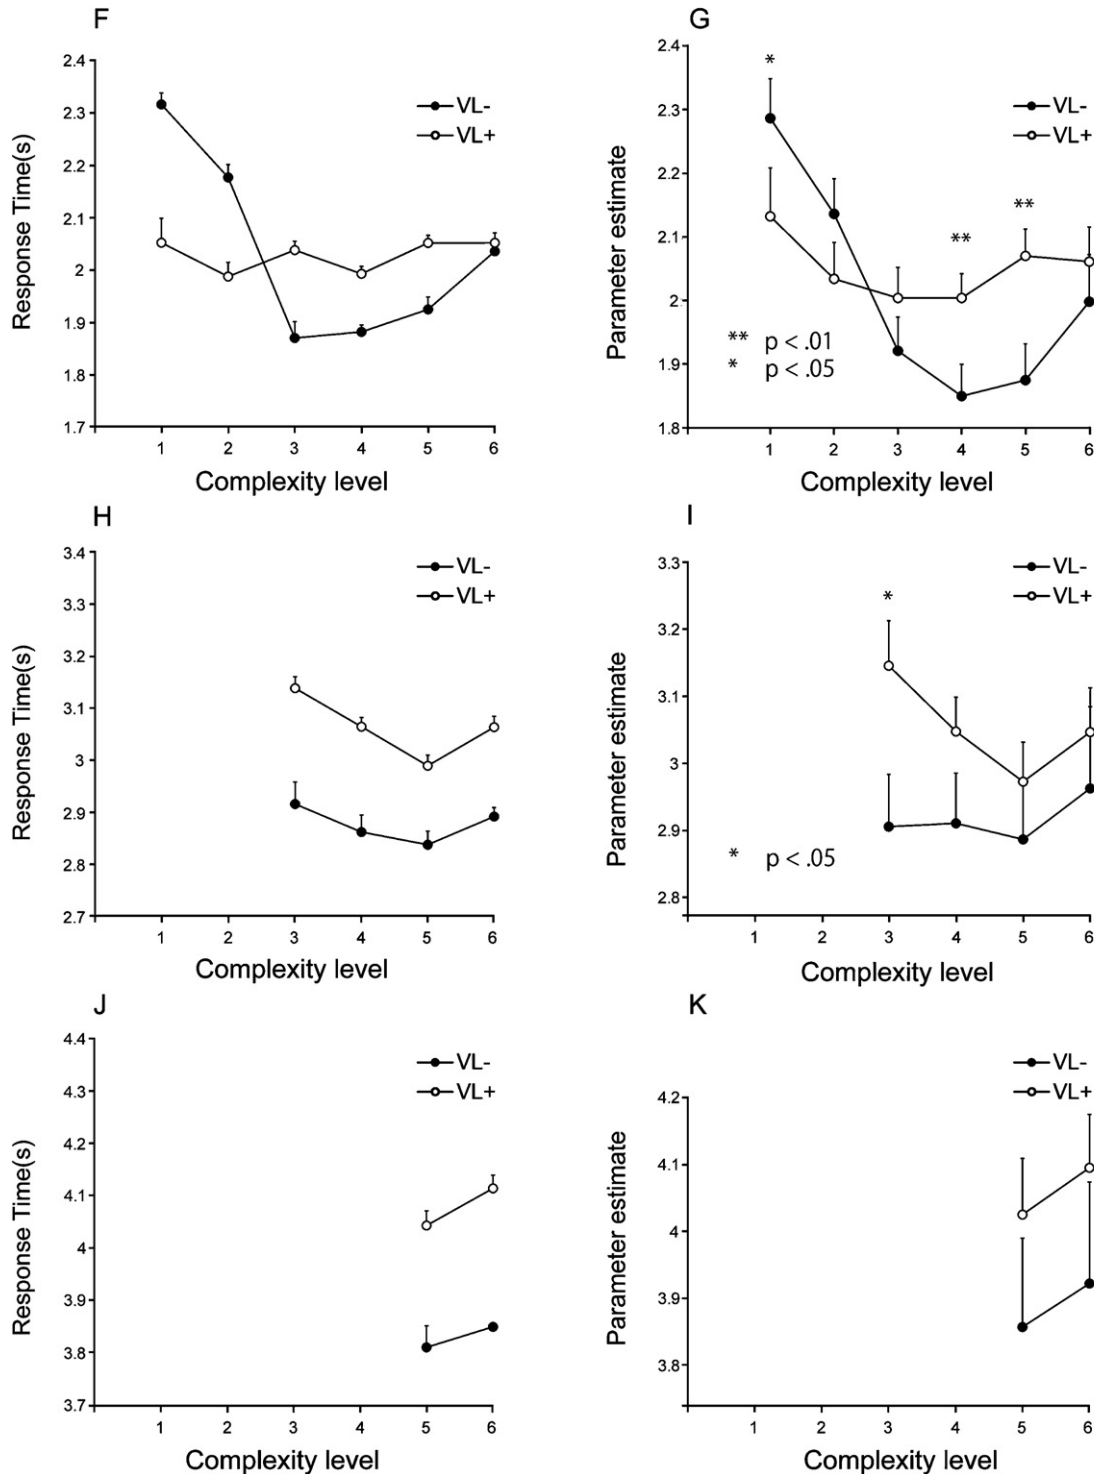 F
2.4
2.3
2.2
2.1
2
1.9
1.8
1.7
Response Time(s)
VL-
VL+
1 2 3 4 5 6
Complexity level
G
2.4
2.3
2.2
2.1
2
1.9
1.8
Parameter estimate
*
**
**
VL-
VL+
** p < .01
* p < .05
1 2 3 4 5 6
Complexity level
H
3.4
3.3
3.2
3.1
3
2.9
2.8
2.7
Response Time(s)
VL-
VL+
1 2 3 4 5 6
Complexity level
I
3.3
3.2
3.1
3
2.9
2.8
Parameter estimate
*
VL-
VL+
* p < .05
1 2 3 4 5 6
Complexity level
J
4.4
4.3
4.2
4.1
4
3.9
3.8
3.7
Response Time(s)
VL-
VL+
1 2 3 4 5 6
Complexity level
K
4.2
4.1
4
3.9
3.8
Parameter estimate
VL-
VL+
1 2 3 4 5 6
Complexity level